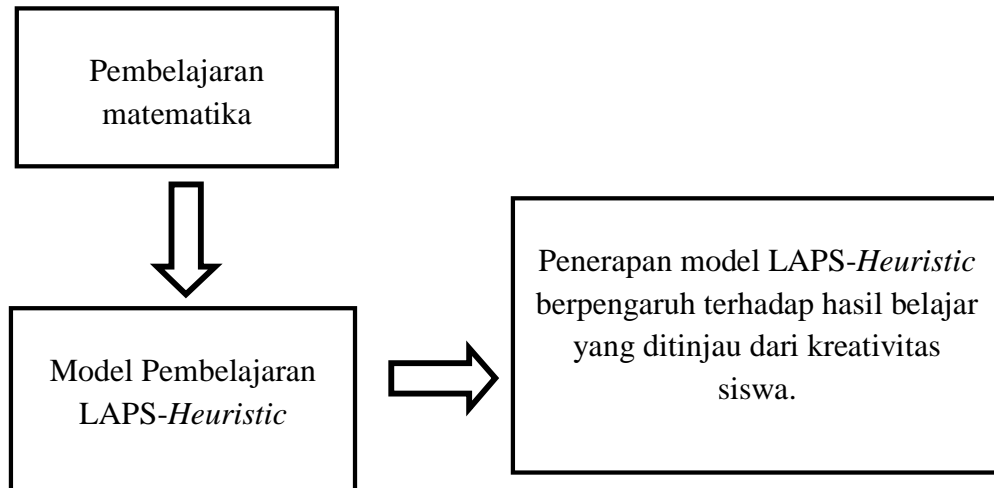 Pembelajaran
matematika
Model Pembelajaran
LAPS-Heuristic
Penerapan model LAPS-Heuristic
berpengaruh terhadap hasil belajar
yang ditinjau dari kreativitas
siswa.